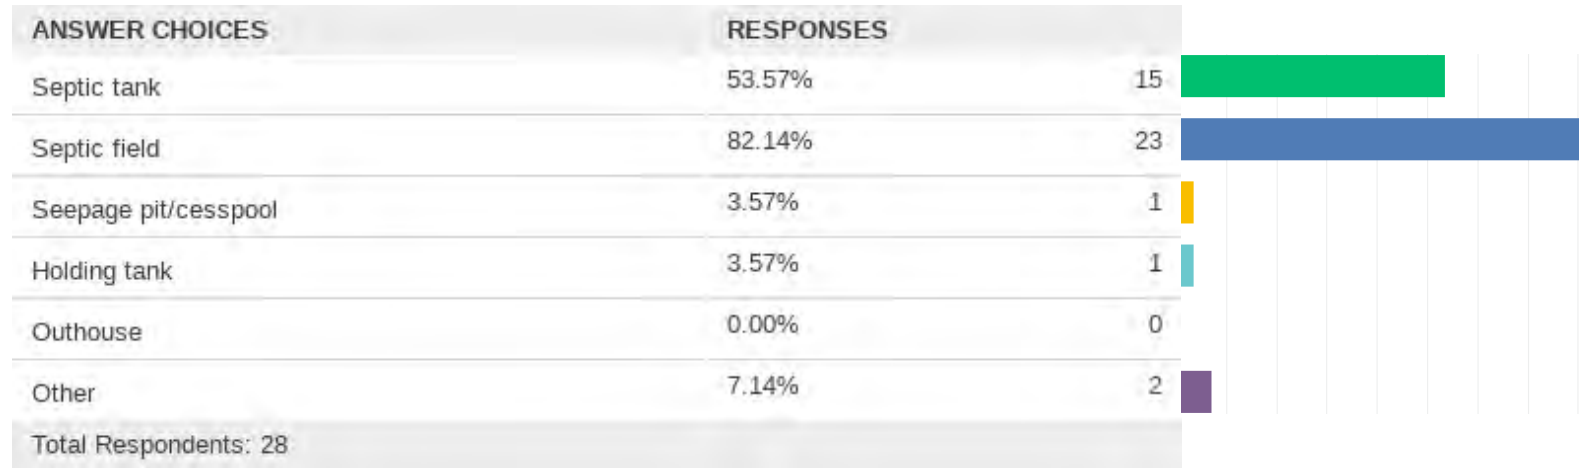 ANSWER CHOICES RESPONSES
Septic tank 53.57% 15
Septic field 82.14% 23
Seepage pit/cesspool 3.57% 1
Holding tank 3.57% 1
Outhouse 0.00% 0
Other 7.14% 2
Total Respondents: 28